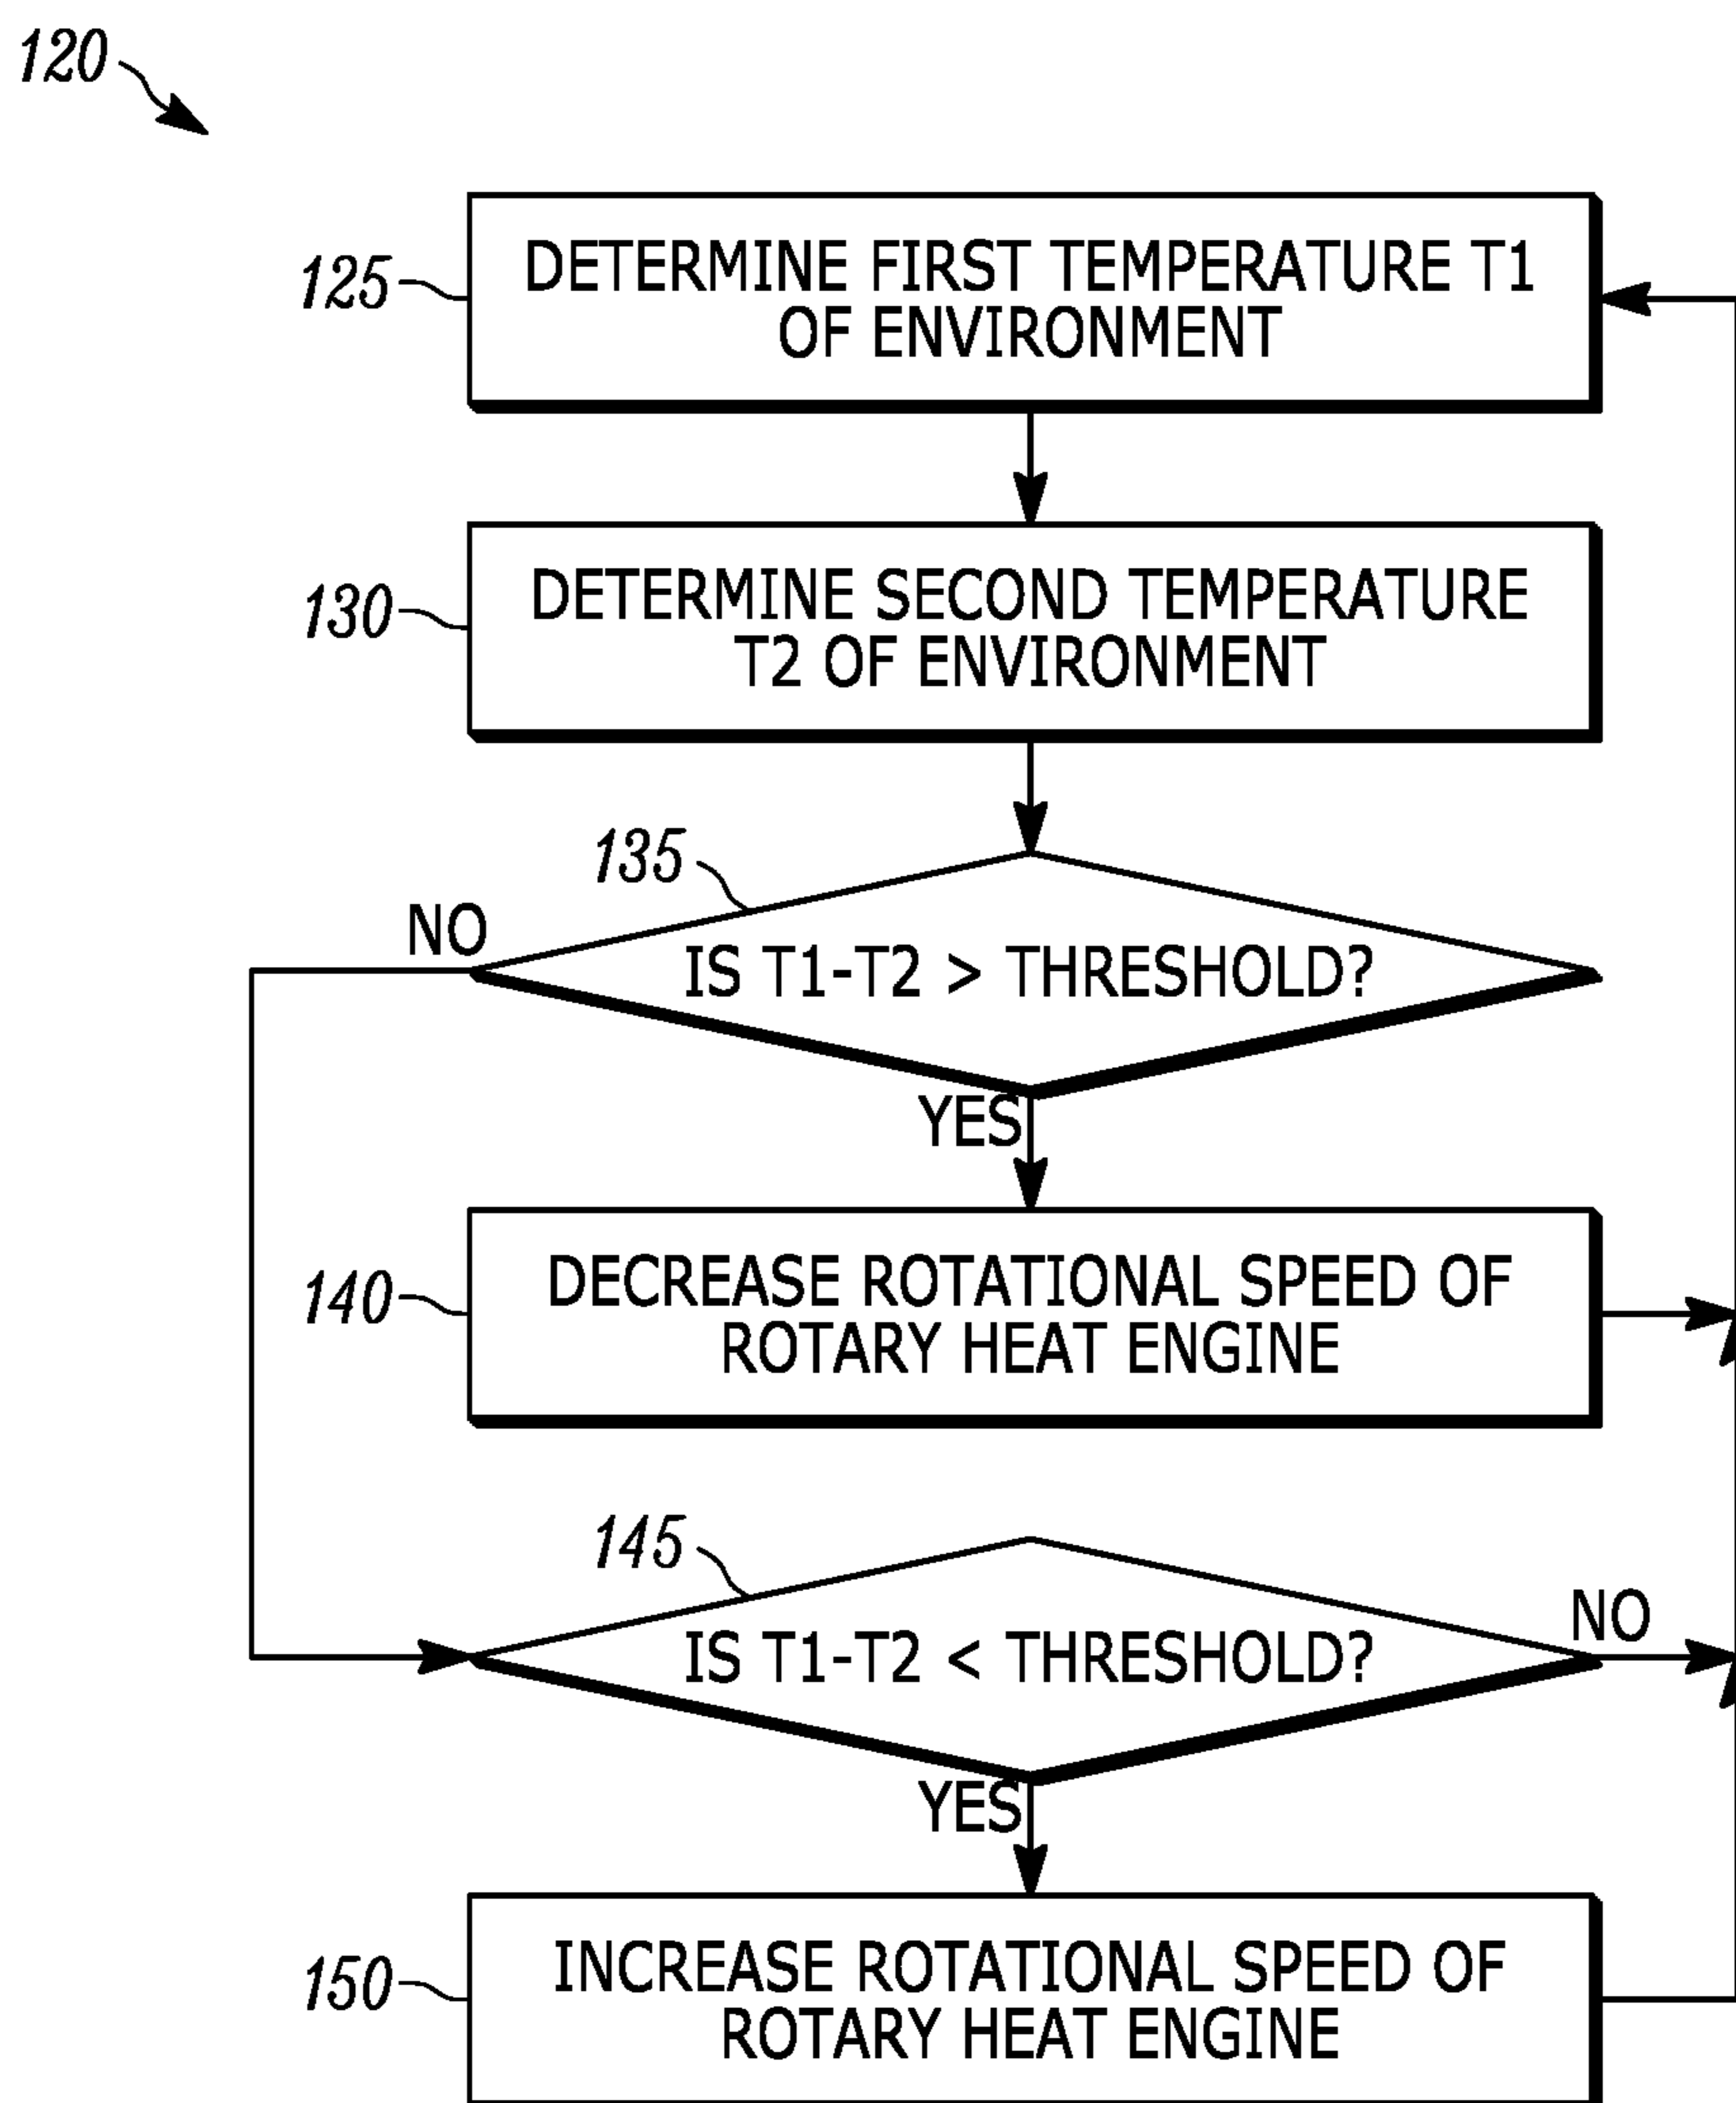 120
125
DETERMINE FIRST TEMPERATURE T1
OF ENVIRONMENT
130
DETERMINE SECOND TEMPERATURE
T2 OF ENVIRONMENT
135
NO
IS T1-T2 > THRESHOLD?
YES
140
DECREASE ROTATIONAL SPEED OF
ROTARY HEAT ENGINE
145
NO
IS T1-T2 < THRESHOLD?
YES
150
INCREASE ROTATIONAL SPEED OF
ROTARY HEAT ENGINE